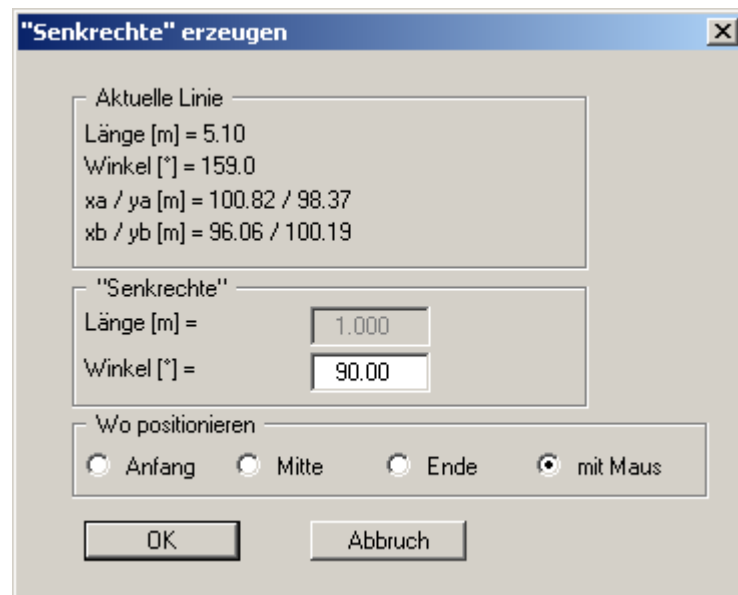 "Senkrechte" erzeugen
Aktuelle Linie
Länge [m] = 5.10
Winkel [°] = 159.0
xa / ya [m] = 100.82 / 98.37
xb / yb [m] = 96.06 / 100.19
"Senkrechte"
Länge [m] = 1.000
Winkel [°] = 90.00
Wo positionieren
Anfang Mitte Ende mit Maus
OK Abbruch